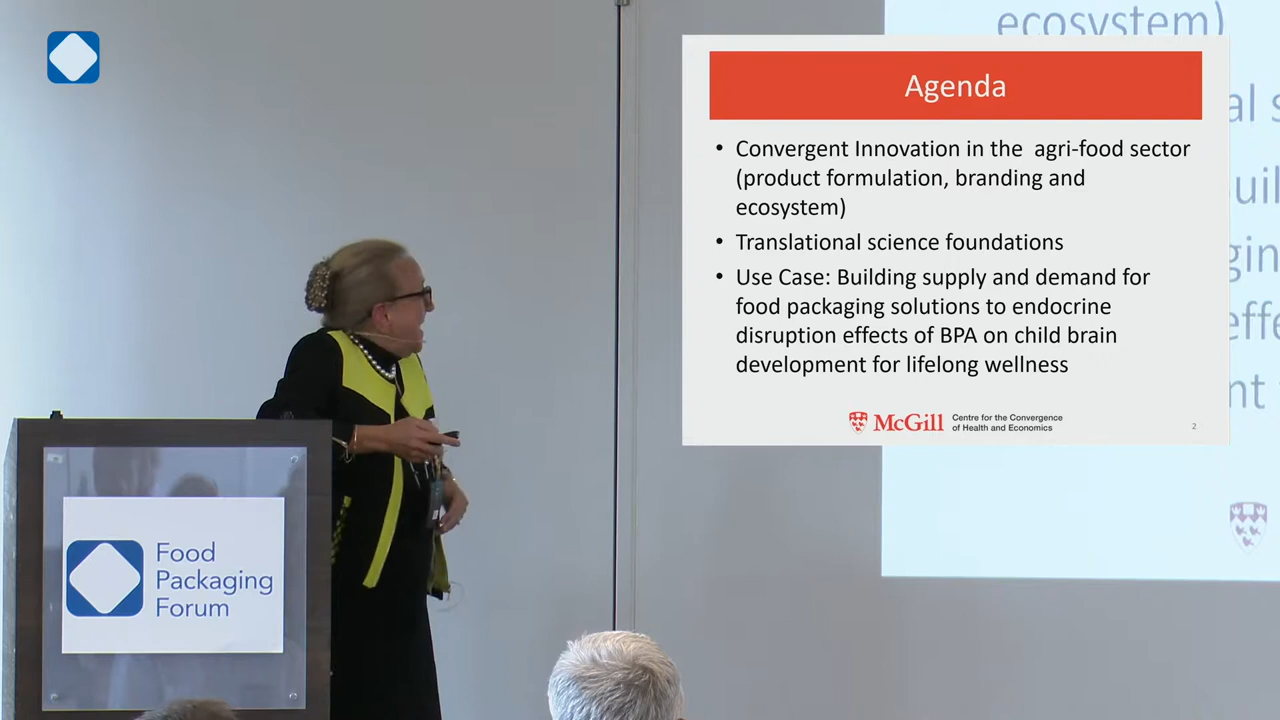 ecosystem)
Agenda
• Convergent Innovation in the agri-food sector
(product formulation, branding and
ecosystem)
• Translational science foundations
• Use Case: Building supply and demand for
food packaging solutions to endocrine
disruption effects of BPA on child brain
development for lifelong wellness
McGill
Centre for the Convergence
of Health and Economics
2
Food
Packaging
Forum